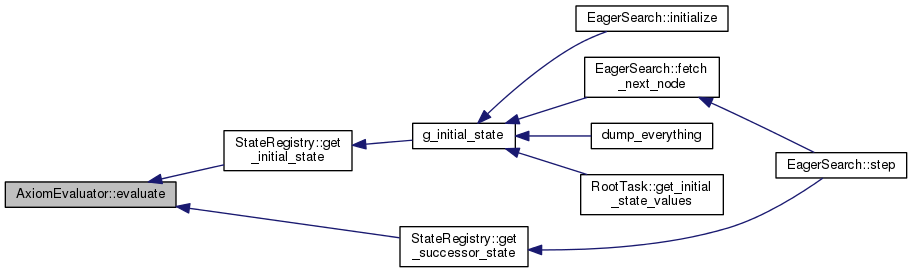 EagerSearch::initialize
EagerSearch::fetch
_next_node
g_initial_state
dump_everything
StateRegistry::get
_initial_state
EagerSearch::step
AxiomEvaluator::evaluate
RootTask::get_initial
_state_values
StateRegistry::get
_successor_state